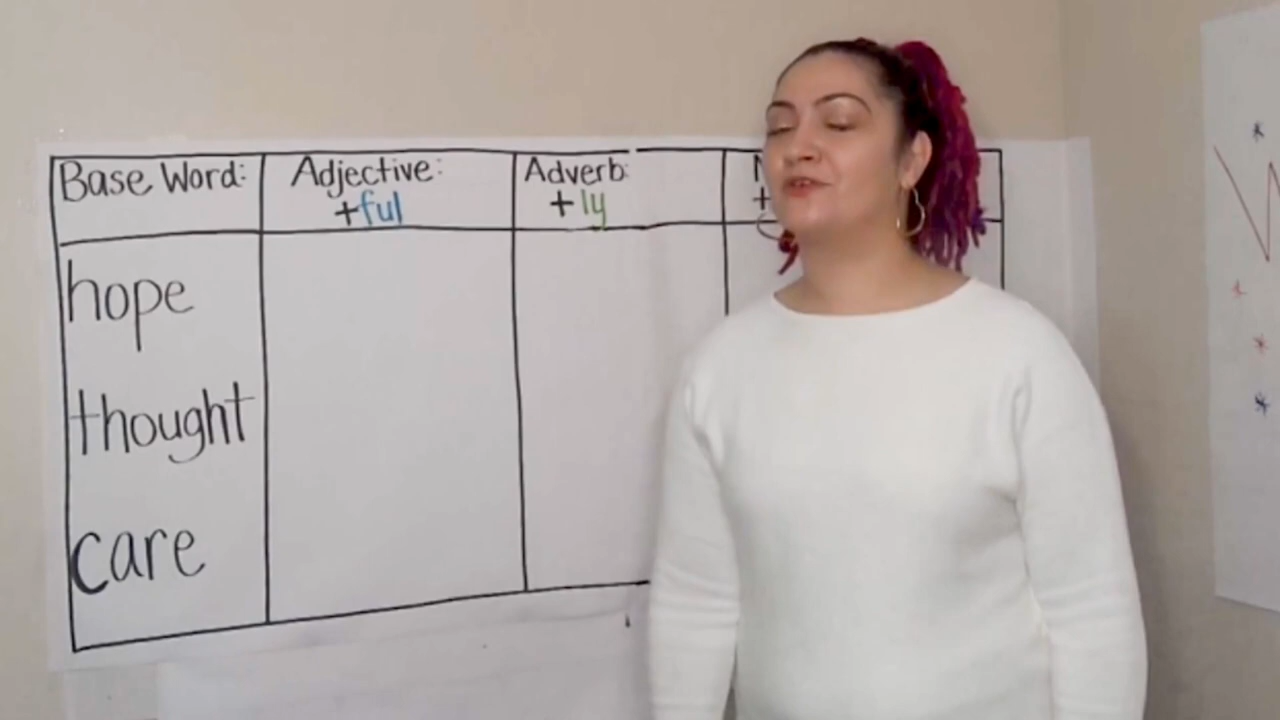 Base Word:
Adjective:
+ful
Adverb:
+ly
hope
thought
care